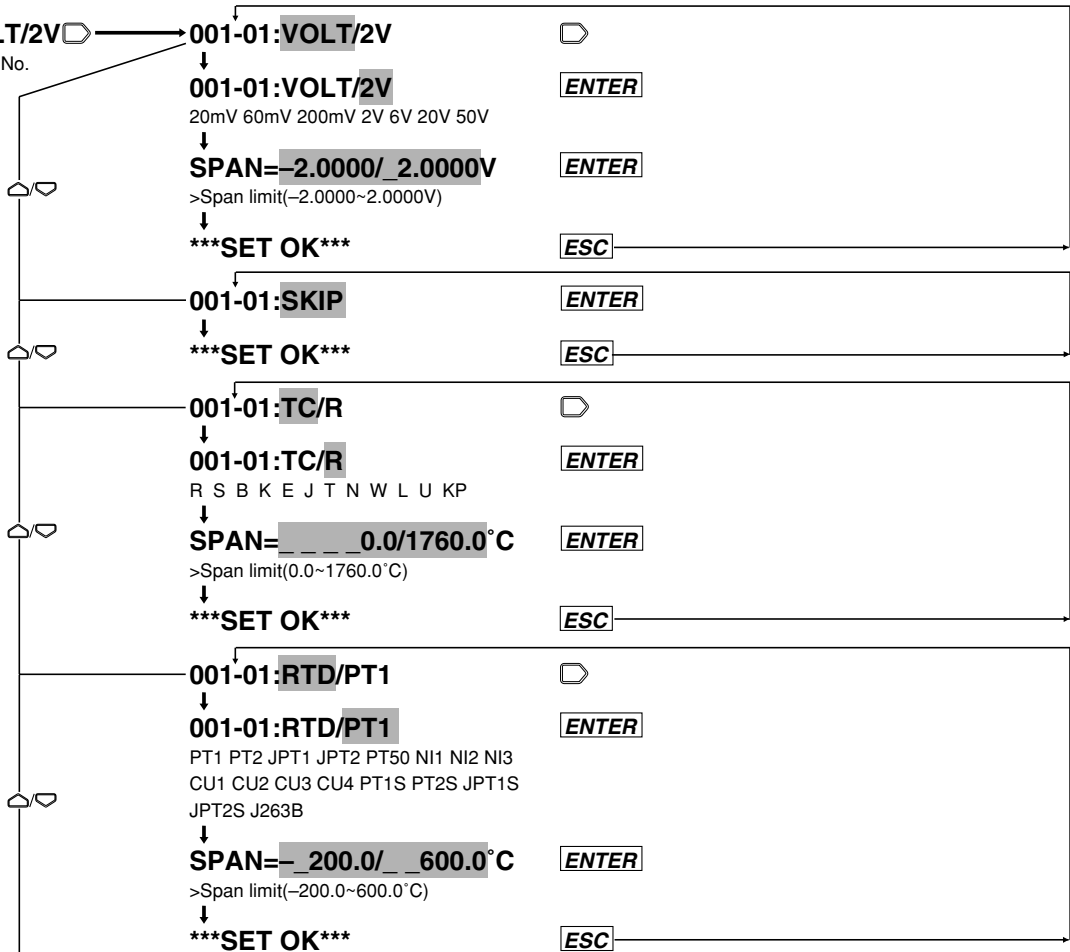 LT/2V
001-01:VOLT/2V
No.
001-01:VOLT/2V ENTER
20mV 60mV 200mV 2V 6V 20V 50V
SPAN=–2.0000/_2.0000V ENTER
>Span limit(–2.0000~2.0000V)
***SET OK*** ESC
001-01:SKIP ENTER
***SET OK*** ESC
001-01:TC/R
001-01:TC/R ENTER
R S B K E J T N W L U KP
SPAN=_ _ _ _0.0/1760.0˚C ENTER
>Span limit(0.0~1760.0˚C)
***SET OK*** ESC
001-01:RTD/PT1
001-01:RTD/PT1 ENTER
PT1 PT2 JPT1 JPT2 PT50 NI1 NI2 NI3
CU1 CU2 CU3 CU4 PT1S PT2S JPT1S
JPT2S J263B
SPAN=–_200.0/_ _600.0˚C ENTER
>Span limit(–200.0~600.0˚C)
***SET OK*** ESC